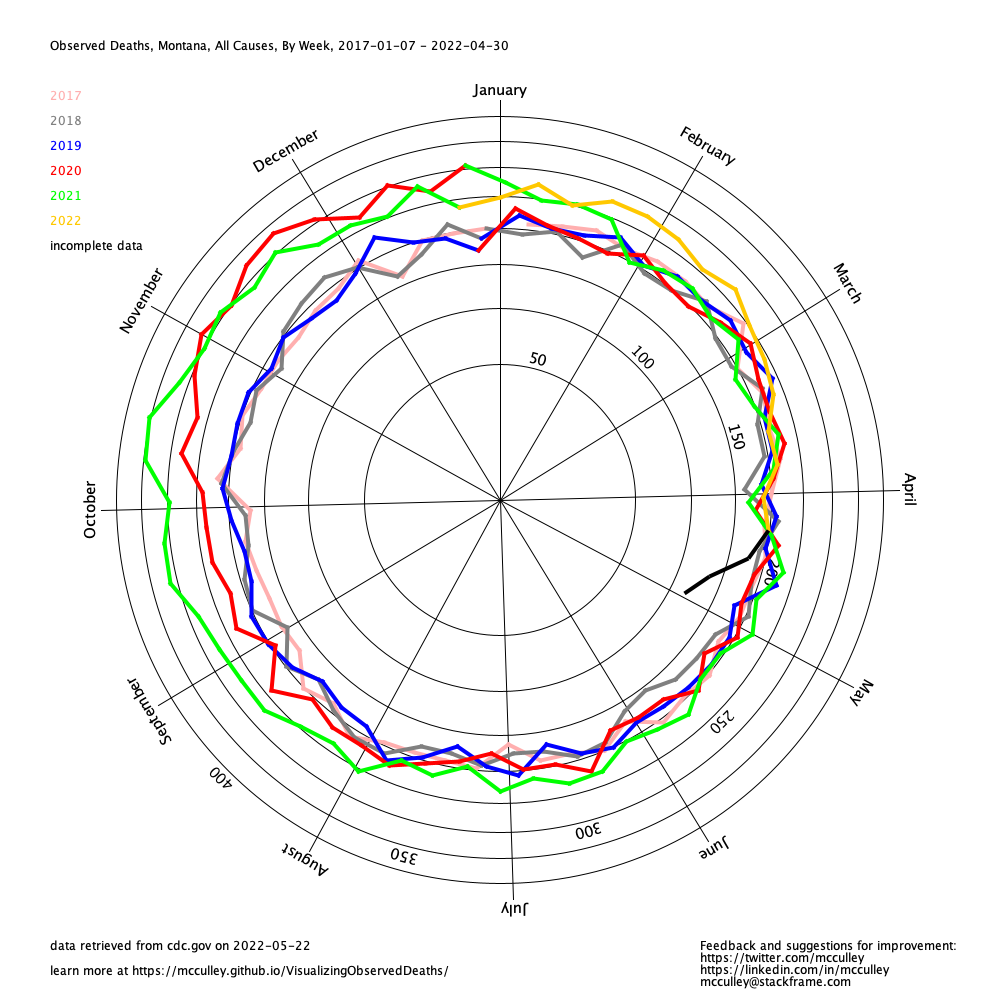 Observed Deaths, Montana, All Causes, By Week, 2017-01-07 - 2022-04-30
2017
2018
2019
2020
2021
2022
incomplete data
January
February
March
April
May
June
July
August
September
October
November
December
50
100
150
200
250
300
350
400
data retrieved from cdc.gov on 2022-05-22
learn more at https://mcculley.github.io/VisualizingObservedDeaths/
Feedback and suggestions for improvement:
https://twitter.com/mcculley
https://linkedin.com/in/mcculley
mcculley@stackframe.com